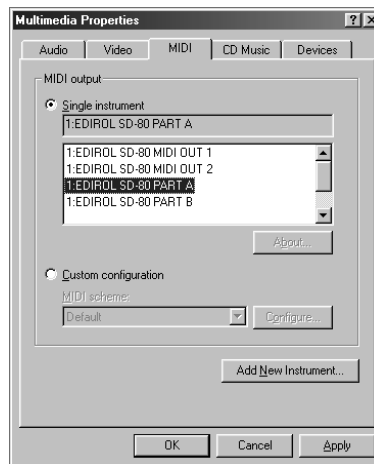 Multimedia Properties
Audio Video MIDI CD Music Devices
MIDI output
Single instrument
1:EDIROL SD-80 PART A
1:EDIROL SD-80 MIDI OUT 1
1:EDIROL SD-80 MIDI OUT 2
1:EDIROL SD-80 PART A
1:EDIROL SD-80 PART B
About...
Custom configuration
MIDI scheme:
Default Configure...
Add New Instrument...
OK Cancel Apply